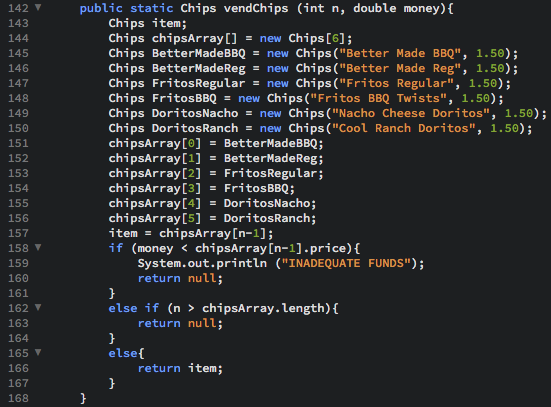 142 public static Chips vendChips (int n, double money){
143 Chips item;
144 Chips chipsArray[] = new Chips[6];
145 Chips BetterMadeBBQ = new Chips("Better Made BBQ", 1.50);
146 Chips BetterMadeReg = new Chips("Better Made Reg", 1.50);
147 Chips FritosRegular = new Chips("Fritos Regular", 1.50);
148 Chips FritosBBQ = new Chips("Fritos BBQ Twists", 1.50);
149 Chips DoritosNacho = new Chips("Nacho Cheese Doritos", 1.50);
150 Chips DoritosRanch = new Chips("Cool Ranch Doritos", 1.50);
151 chipsArray[0] = BetterMadeBBQ;
152 chipsArray[1] = BetterMadeReg;
153 chipsArray[2] = FritosRegular;
154 chipsArray[3] = FritosBBQ;
155 chipsArray[4] = DoritosNacho;
156 chipsArray[5] = DoritosRanch;
157 item = chipsArray[n-1];
158 if (money < chipsArray[n-1].price){
159 System.out.println ("INADEQUATE FUNDS");
160 return null;
161 }
162 else if (n > chipsArray.length){
163 return null;
164 }
165 else{
166 return item;
167 }
168 }